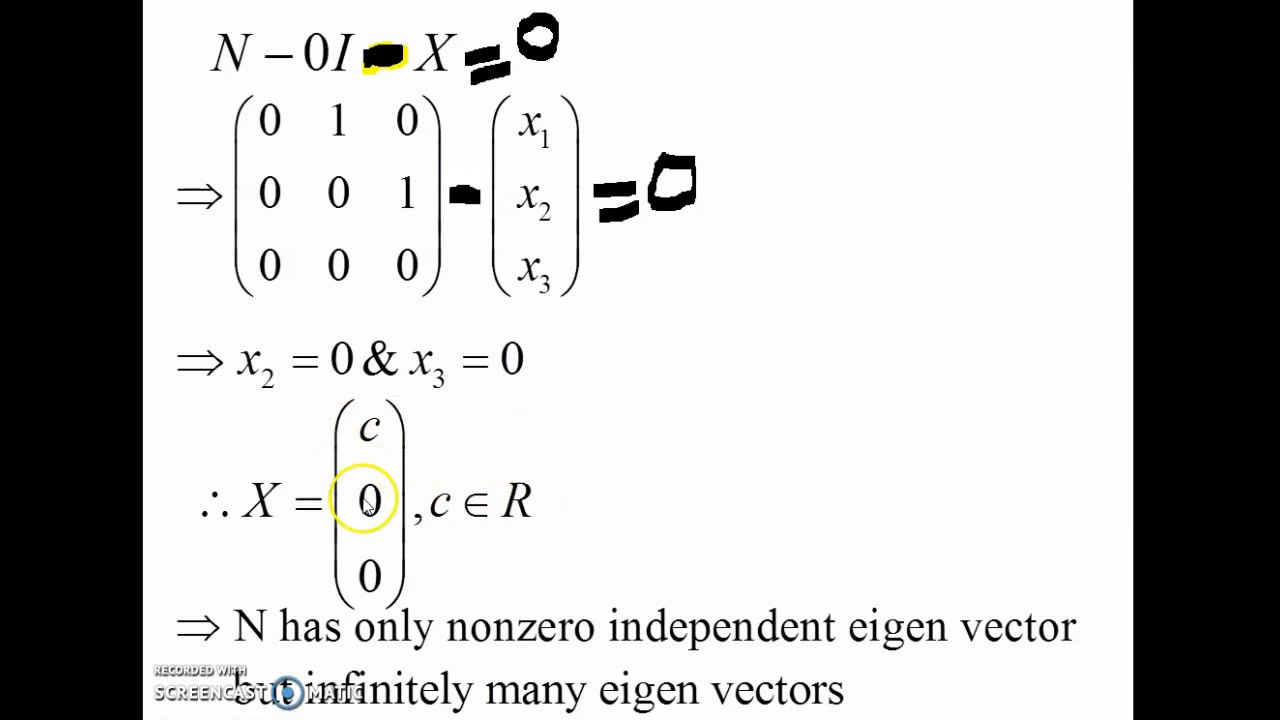 N − 0I - X = 0
⇒ ( 0 1 0 ) ( x₁ )
( 0 0 1 ) - ( x₂ ) = 0
( 0 0 0 ) ( x₃ )
⇒ x₂ = 0 & x₃ = 0
( c )
∴ X = ( 0 ) , c ∈ R
( 0 )
⇒ N has only nonzero independent eigen vector
RECORDED WITH
but infinitely many eigen vectors
SCREENCAST MATIC